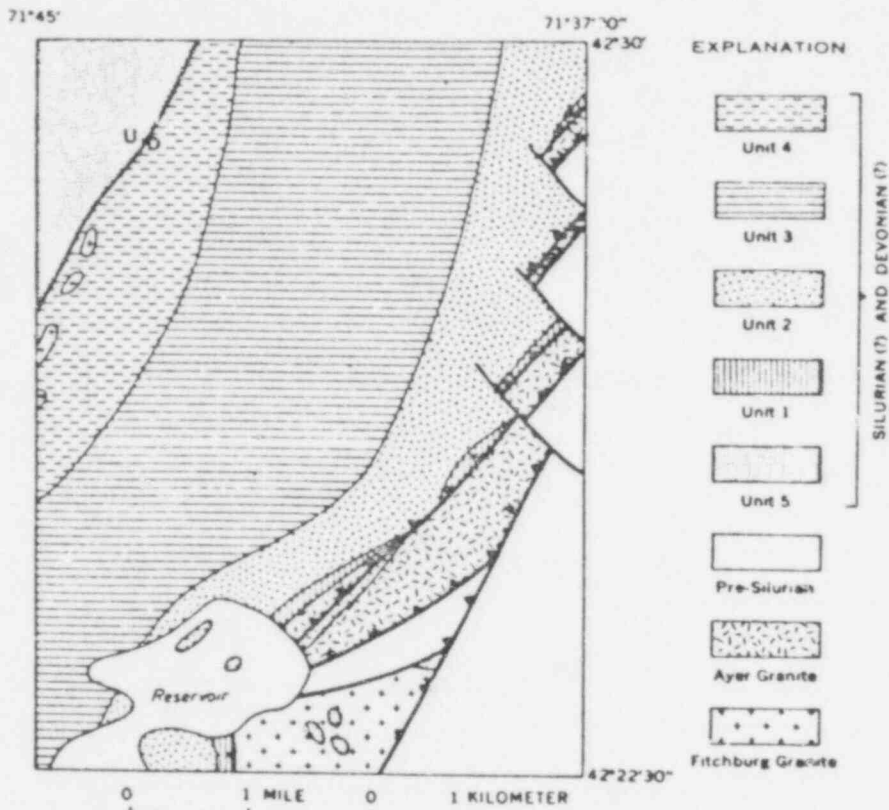 71°45'
71°37'30"
42°30'
EXPLANATION
U
Unit 4
Unit 3
Unit 2
Unit 1
Unit 5
SILURIAN (?) AND DEVONIAN (?)
Pre-Silurian
Ayer Granite
Fitchburg Granite
Reservoir
42°22'30"
0 1 MILE 0 1 KILOMETER